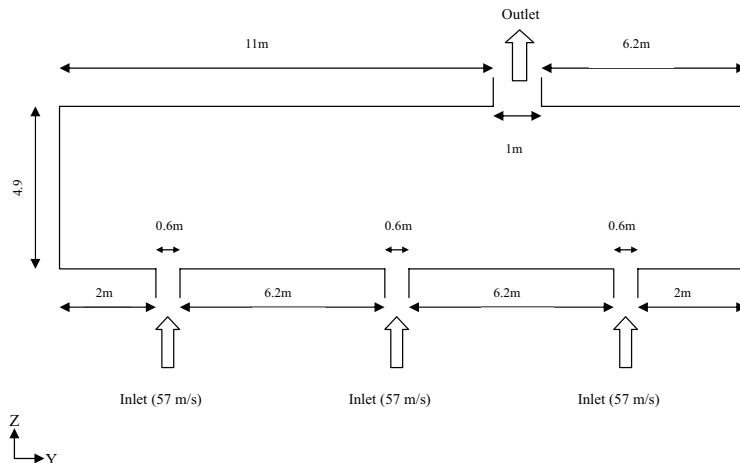 Outlet
11m
6.2m
1m
4.9
0.6m
0.6m
0.6m
2m
6.2m
6.2m
2m
Inlet (57 m/s)
Inlet (57 m/s)
Inlet (57 m/s)
Z
Y